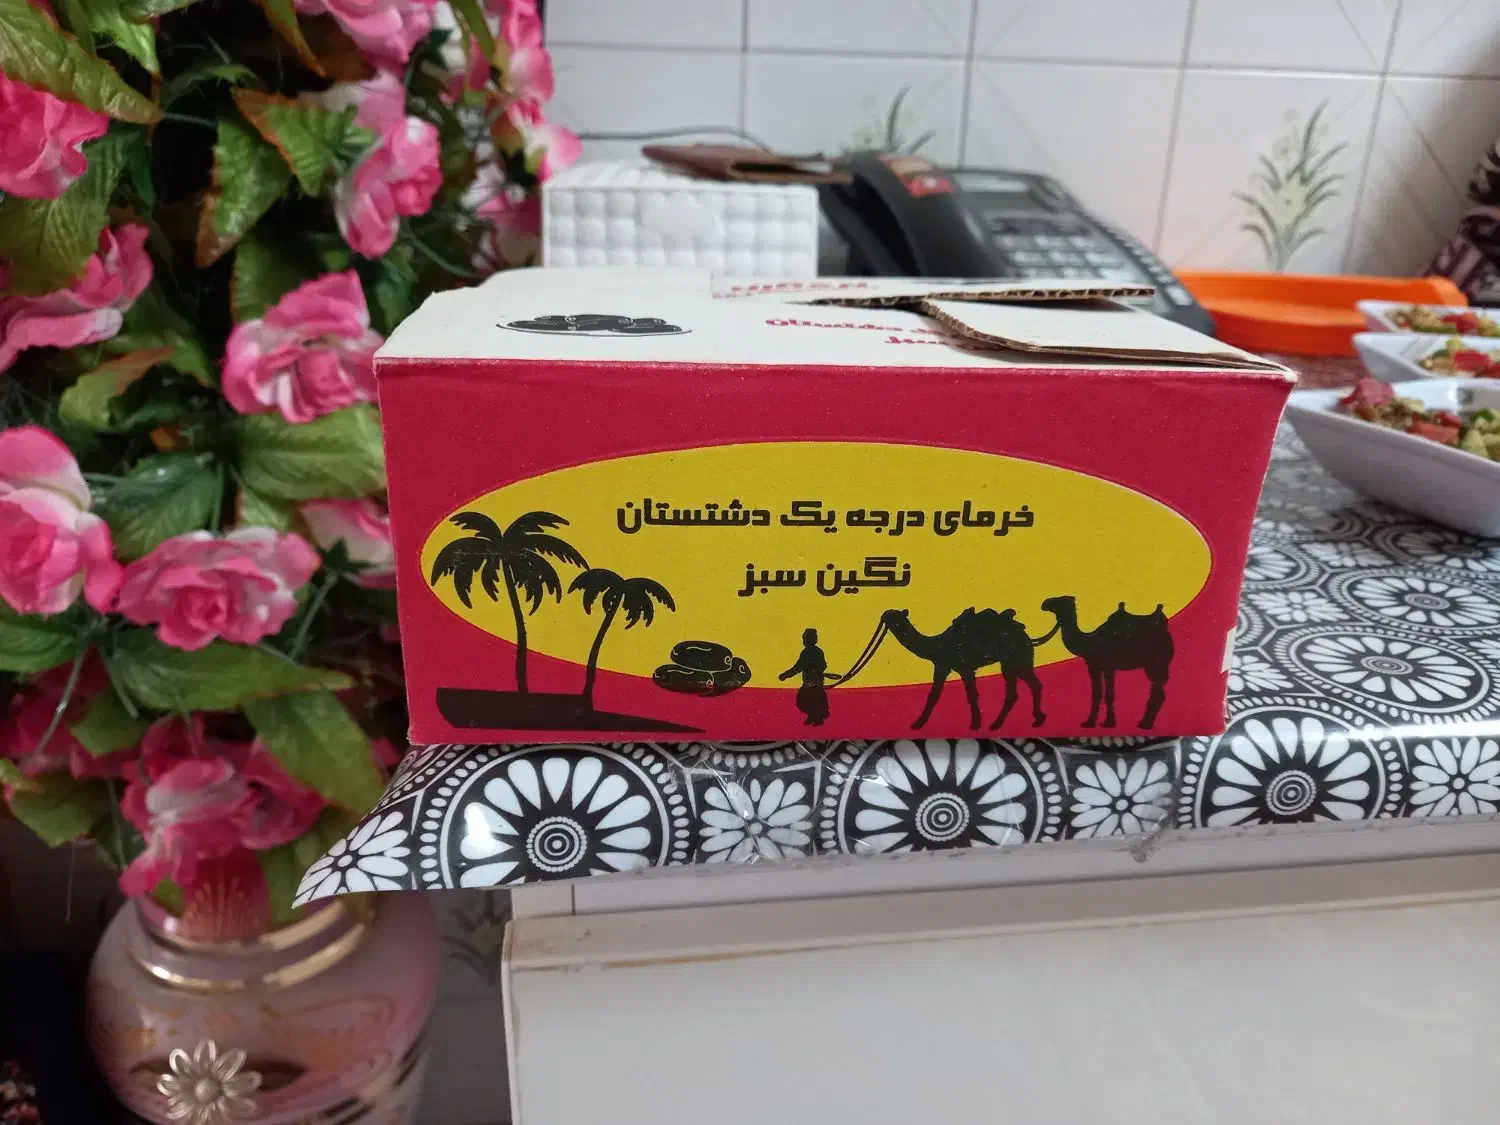 خرمای درجه یک دشتستان
نگین سبز